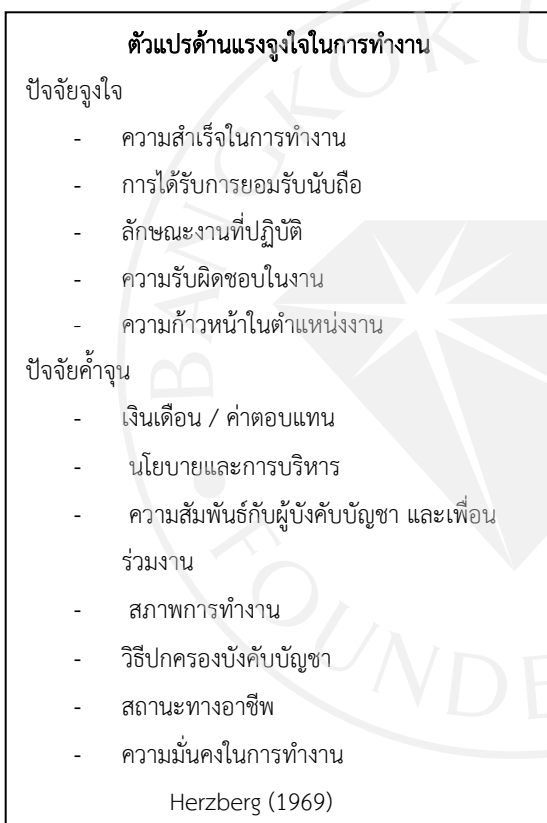 ตัวแปรด้านแรงจูงใจในการทำงาน
ปัจจัยจูงใจ
- ความสำเร็จในการทำงาน
- การได้รับการยอมรับนับถือ
- ลักษณะงานที่ปฏิบัติ
- ความรับผิดชอบในงาน
- ความก้าวหน้าในตำแหน่งงาน
ปัจจัยค้ำจุน
- เงินเดือน / ค่าตอบแทน
- นโยบายและการบริหาร
- ความสัมพันธ์กับผู้บังคับบัญชา และเพื่อน
ร่วมงาน
- สภาพการทำงาน
- วิธีปกครองบังคับบัญชา
- สถานะทางอาชีพ
- ความมั่นคงในการทำงาน
Herzberg (1969)
BANGKOK U
FOUNDE